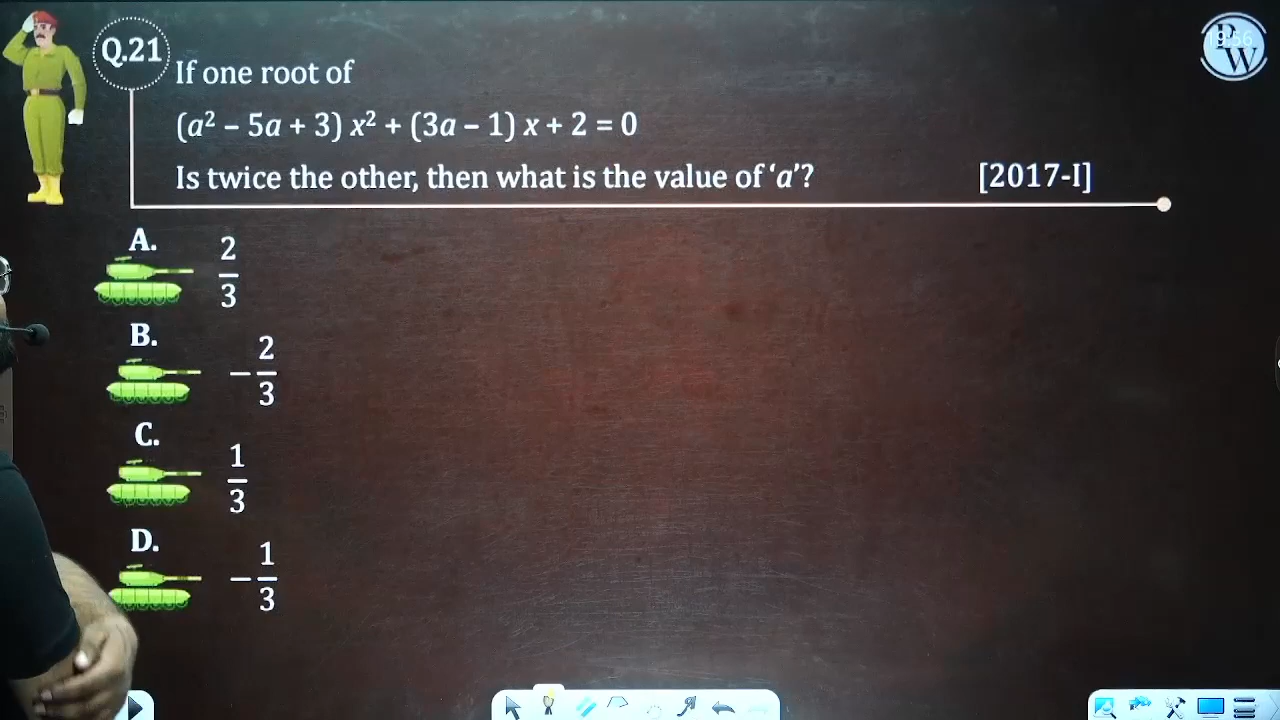 Q.21
If one root of
(a² – 5a + 3) x² + (3a – 1) x + 2 = 0
Is twice the other, then what is the value of ‘a’? [2017-I]
A. 2/3
B. –2/3
C. 1/3
D. –1/3
PW